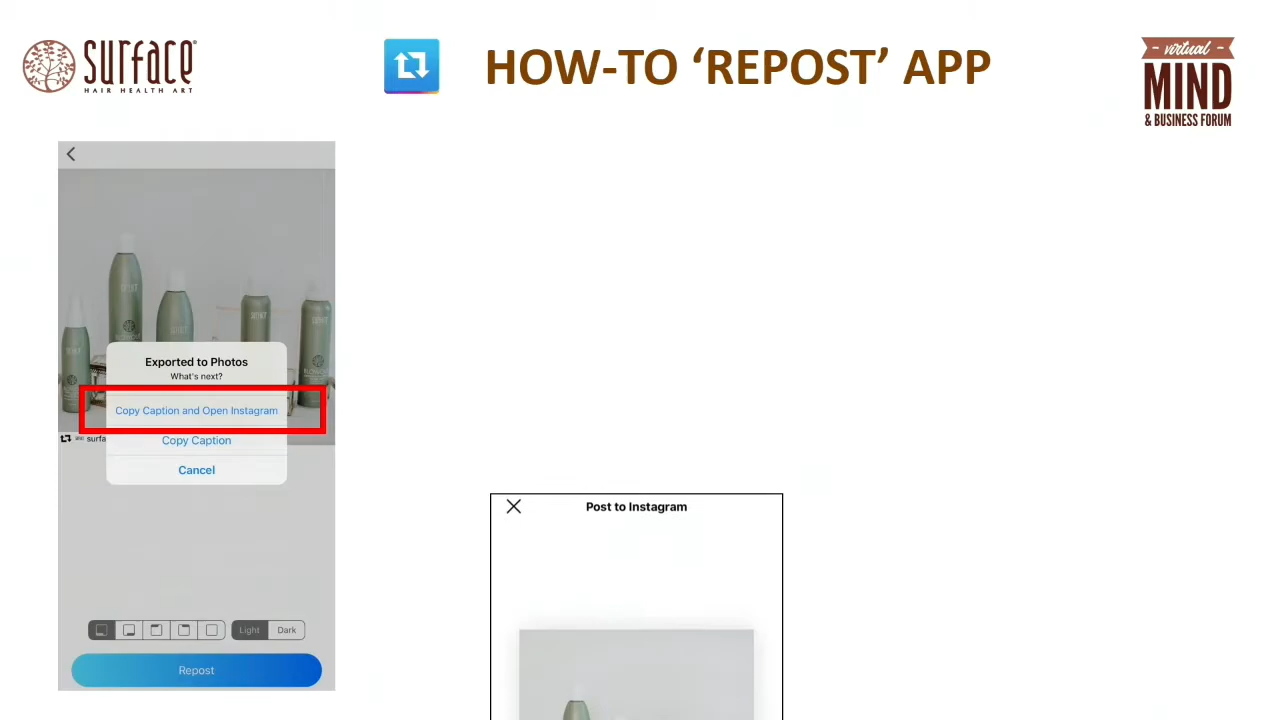 SURFACE
HAIR HEALTH ART
HOW-TO ‘REPOST’ APP
virtual
MIND
& BUSINESS FORUM
Exported to Photos
What's next?
Copy Caption and Open Instagram
surfa
Copy Caption
Cancel
Light Dark
Repost
Post to Instagram